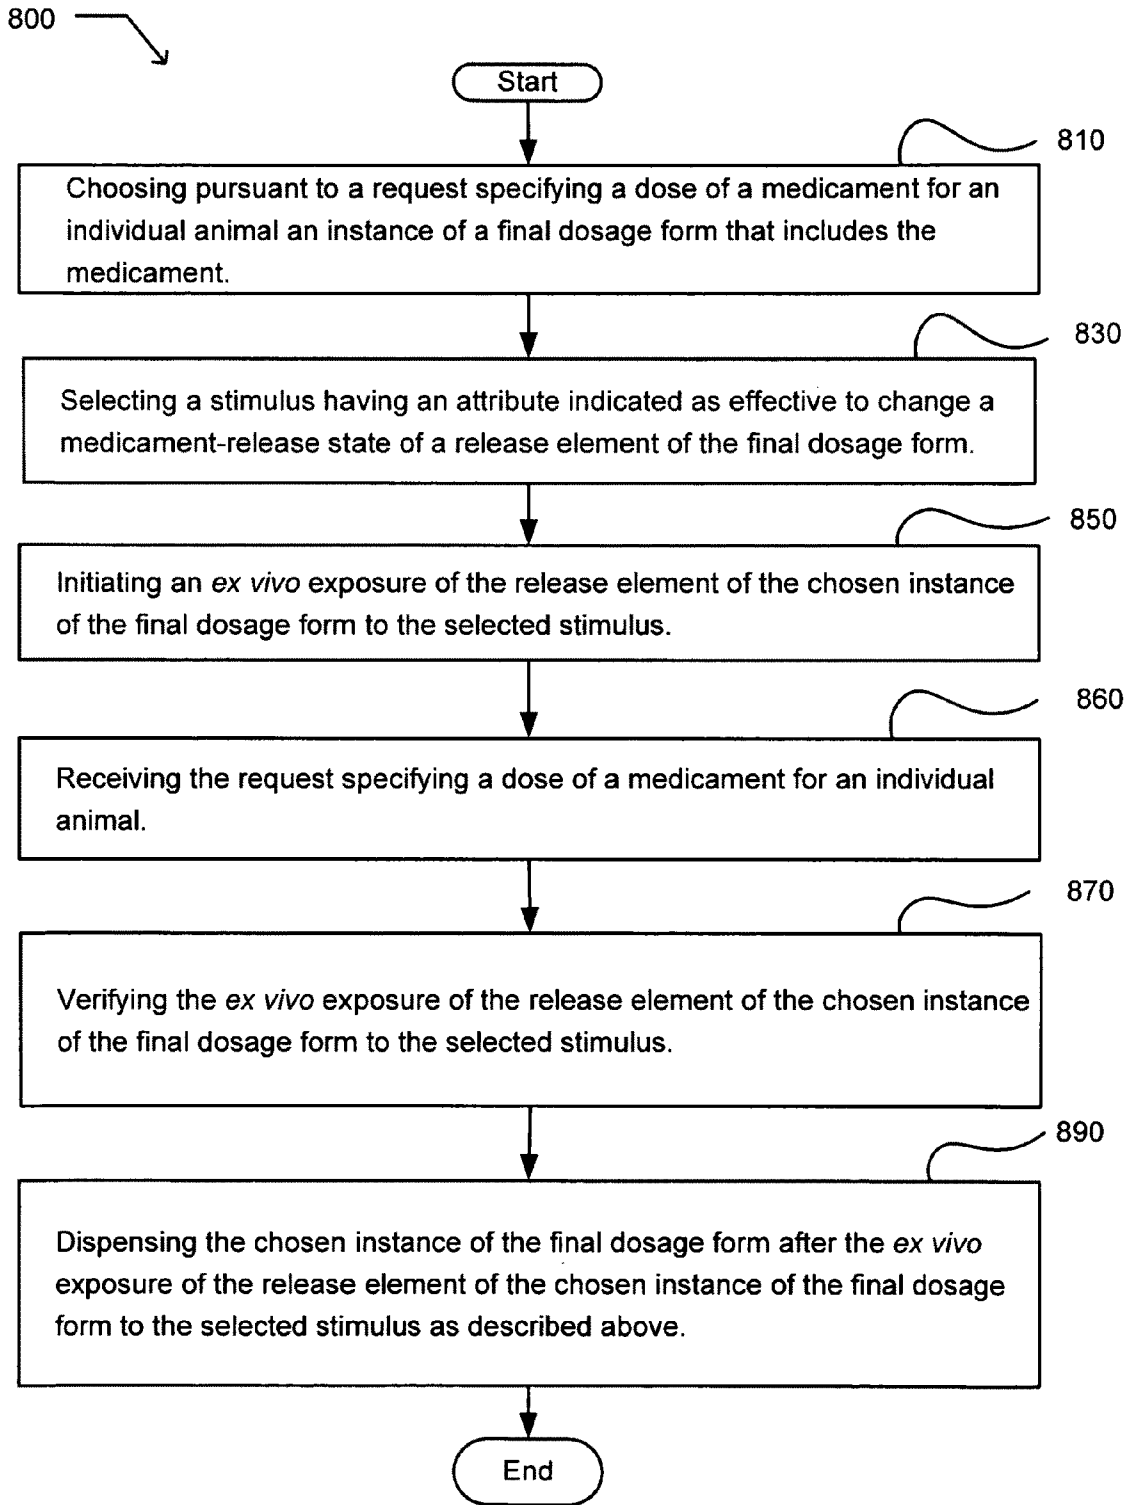 800
Start
810
Choosing pursuant to a request specifying a dose of a medicament for an
individual animal an instance of a final dosage form that includes the
medicament.
830
Selecting a stimulus having an attribute indicated as effective to change a
medicament-release state of a release element of the final dosage form.
850
Initiating an ex vivo exposure of the release element of the chosen instance
of the final dosage form to the selected stimulus.
860
Receiving the request specifying a dose of a medicament for an individual
animal.
870
Verifying the ex vivo exposure of the release element of the chosen instance
of the final dosage form to the selected stimulus.
890
Dispensing the chosen instance of the final dosage form after the ex vivo
exposure of the release element of the chosen instance of the final dosage
form to the selected stimulus as described above.
End